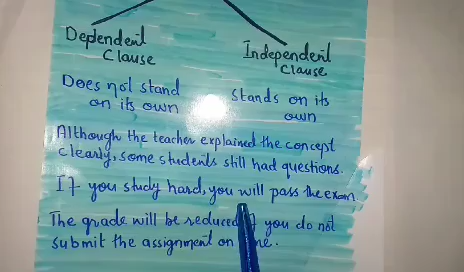 Dependent
Clause
Independent
Clause
Does not stand
on its own
Stands on its
own
Although the teacher explained the concept
clearly, some students still had questions.
If you study hard, you will pass the exam.
The grade will be reduced you do not
submit the assignment on